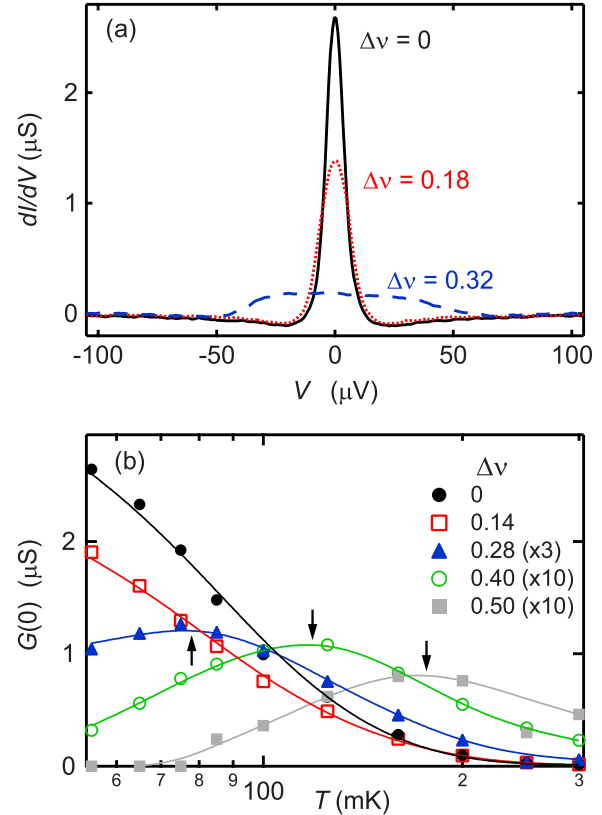 (a)
Δν = 0
2
Δν = 0.18
dI/dV (μS)
1
Δν = 0.32
0
-100 -50 0 50 100
V (μV)
(b)
Δν
0
0.14
0.28 (x3)
0.40 (x10)
0.50 (x10)
2
G(0) (μS)
1
0
6 7 8 9 100 2 3
T (mK)